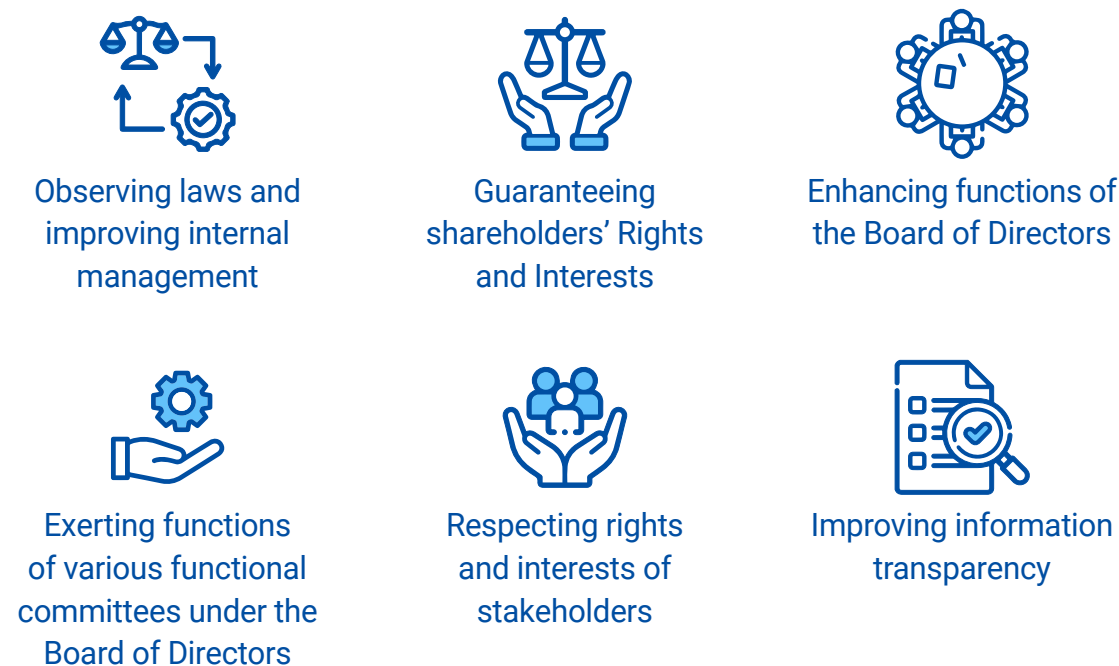 Observing laws and
improving internal
management
Guaranteeing
shareholders’ Rights
and Interests
Enhancing functions of
the Board of Directors
Exerting functions
of various functional
committees under the
Board of Directors
Respecting rights
and interests of
stakeholders
Improving information
transparency